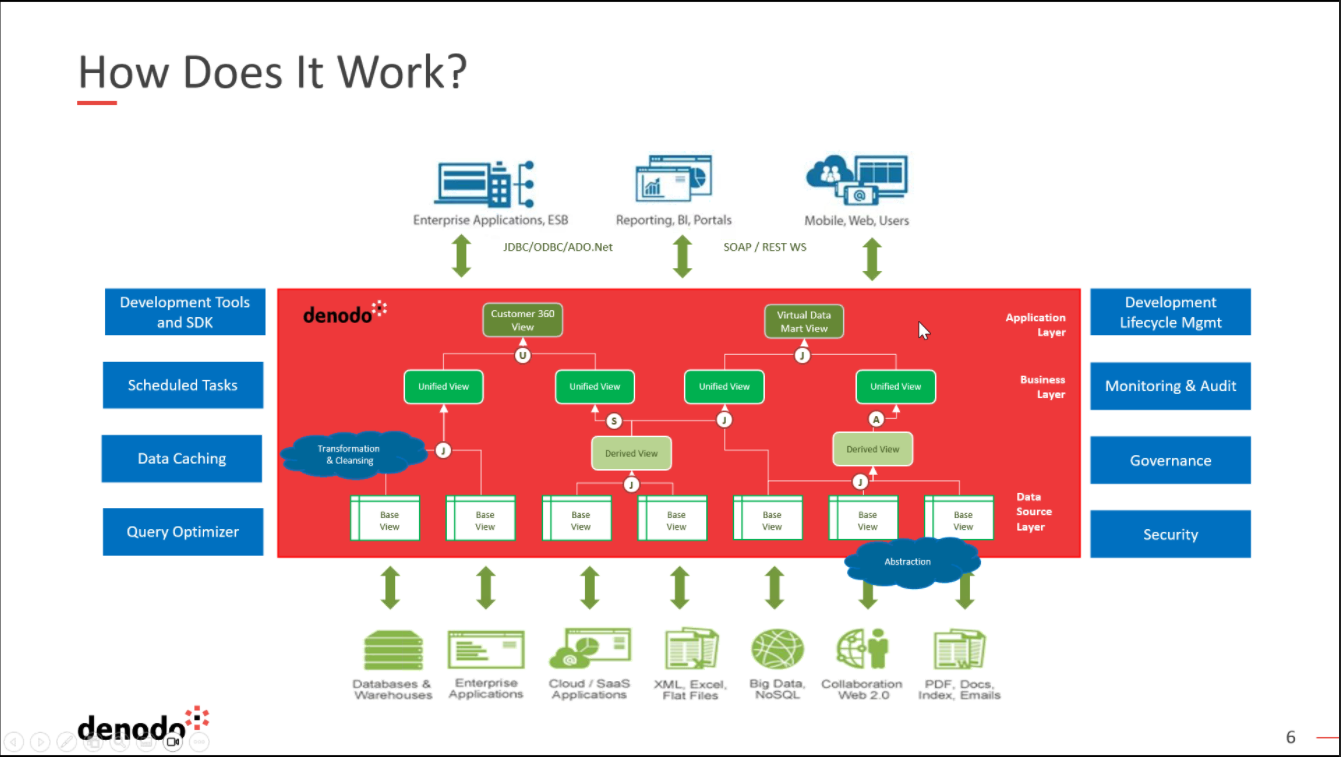 How Does It Work?
Enterprise Applications, ESB
Reporting, BI, Portals
Mobile, Web, Users
JDBC/ODBC/ADO.Net
SOAP / REST WS
Development Tools
and SDK
Scheduled Tasks
Data Caching
Query Optimizer
denodo
Customer 360
View
Virtual Data
Mart View
Application
Layer
U
J
Unified View
Unified View
Unified View
Unified View
Business
Layer
S
J
A
Transformation
& Cleansing
J
Derived View
Derived View
J
J
Base
View
Base
View
Base
View
Base
View
Base
View
Base
View
Base
View
Data
Source
Layer
Abstraction
Development
Lifecycle Mgmt
Monitoring & Audit
Governance
Security
Databases &
Warehouses
Enterprise
Applications
Cloud / SaaS
Applications
XML, Excel,
Flat Files
Big Data,
NoSQL
Collaboration
Web 2.0
PDF, Docs,
Index, Emails
denodo
6